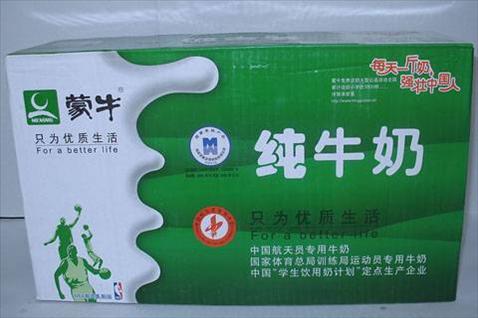 每天一斤奶,
强壮中国人
蒙牛
MENGNIU
只为优质生活
For a better life
纯牛奶
只为优质生活
For a better life
中国航天员专用牛奶
国家体育总局训练局运动员专用牛奶
中国“学生饮用奶计划”定点生产企业